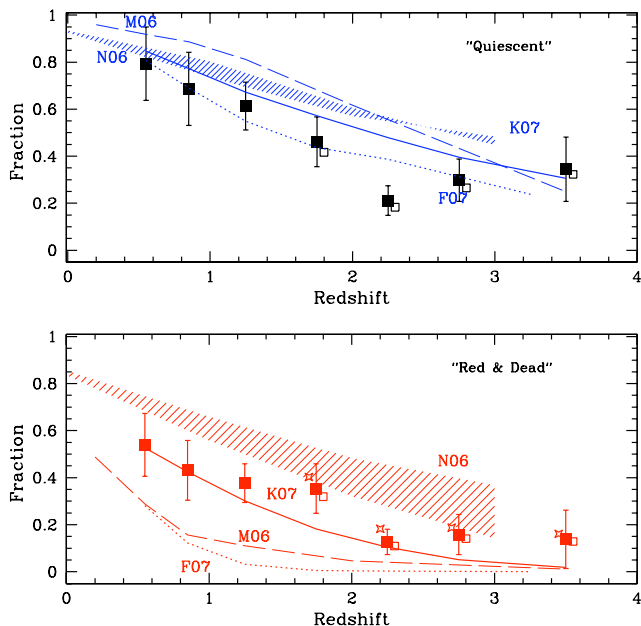 1
0.8
0.6
0.4
0.2
0
Fraction
M06
N06
"Quiescent"
K07
F07
0 1 2 3 4
Redshift
1
0.8
0.6
0.4
0.2
0
Fraction
"Red & Dead"
N06
K07
M06
F07
0 1 2 3 4
Redshift